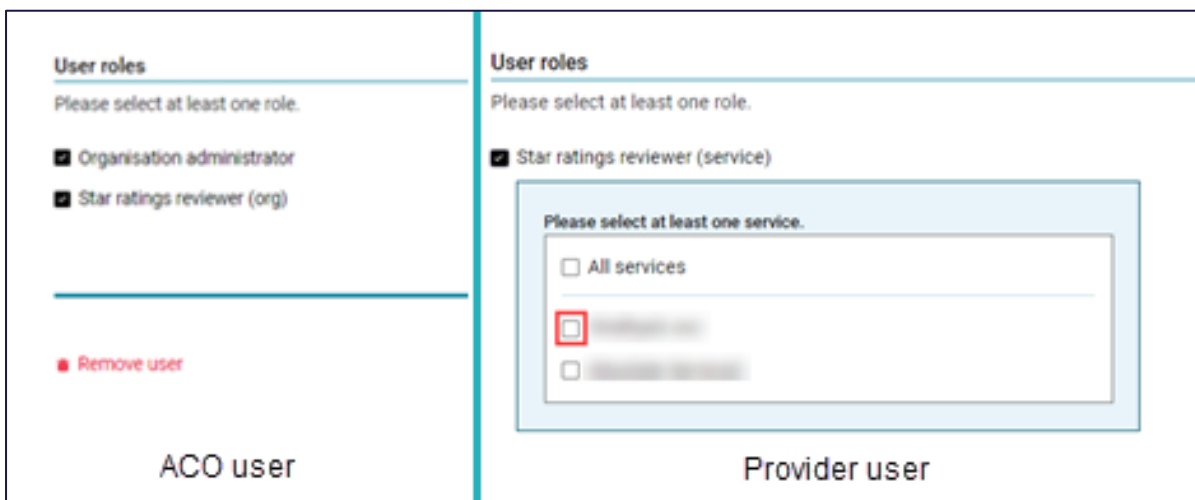 User roles
Please select at least one role.
Organisation administrator
Star ratings reviewer (org)
Remove user
ACO user
User roles
Please select at least one role.
Star ratings reviewer (service)
Please select at least one service.
All services
Provider user